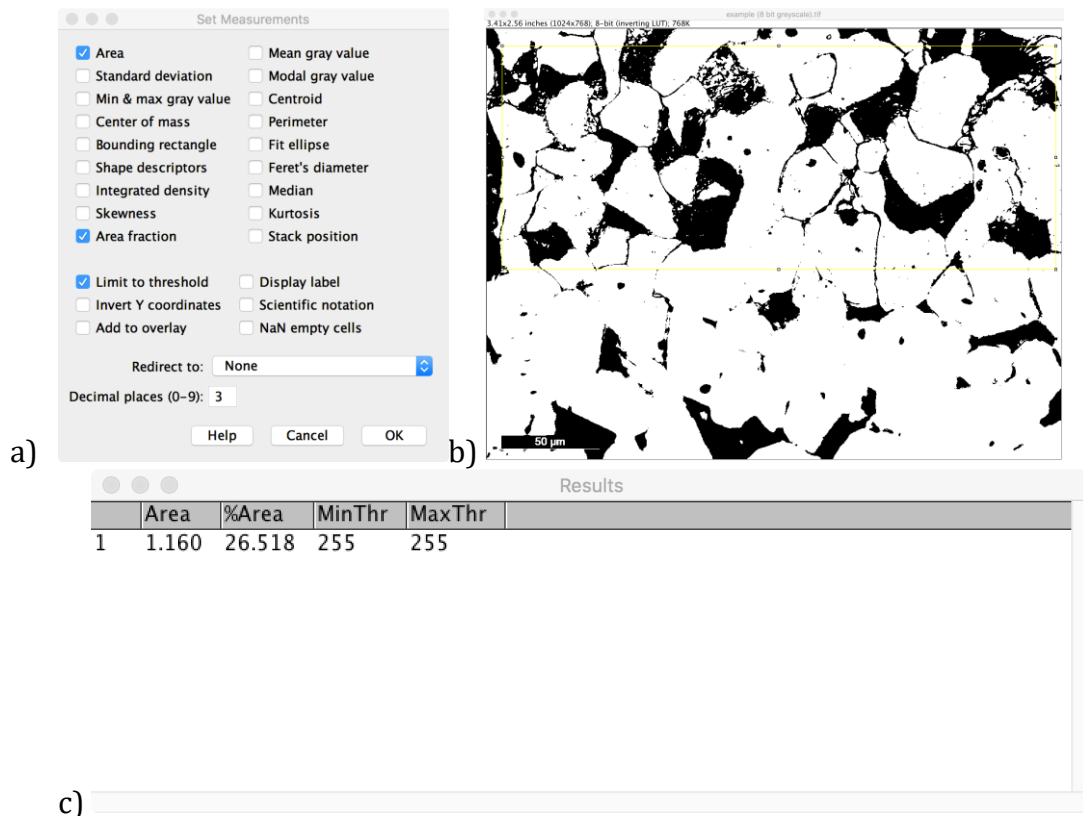 Set Measurements
Area Mean gray value
Standard deviation Modal gray value
Min & max gray value Centroid
Center of mass Perimeter
Bounding rectangle Fit ellipse
Shape descriptors Feret's diameter
Integrated density Median
Skewness Kurtosis
Area fraction Stack position
Limit to threshold Display label
Invert Y coordinates Scientific notation
Add to overlay NaN empty cells
Redirect to: None
Decimal places (0-9): 3
Help Cancel OK
a)
example (8 bit greyscale).tif
3.41x2.56 inches (1024x768); 8-bit (inverting LUT); 768K
50 µm
b)
Results
Area %Area MinThr MaxThr
1 1.160 26.518 255 255
c)